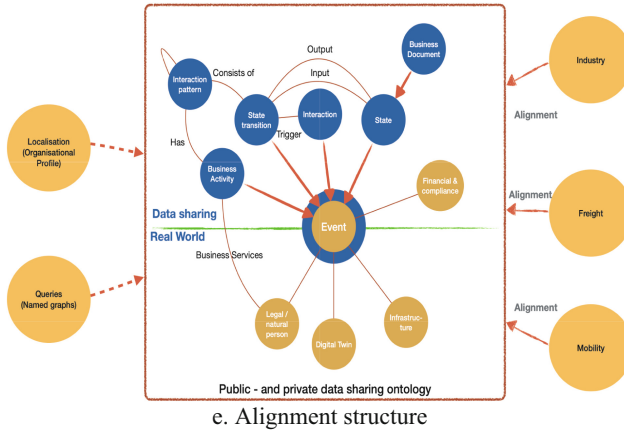 Output
Input
Business
Document
Industry
Interaction
pattern
Consists of
State
transition
Interaction
State
Trigger
Alignment
Localisation
(Organisational
Profile)
Has
Business
Activity
Financial &
compliance
Alignment
Freight
Data sharing
Event
Real World
Business Services
Queries
(Named graphs)
Legal /
natural
person
Digital Twin
Infrastruc-
ture
Alignment
Mobility
Public - and private data sharing ontology
e. Alignment structure